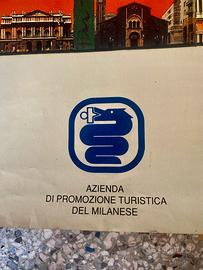 AZIENDA
DI PROMOZIONE TURISTICA
DEL MILANESE